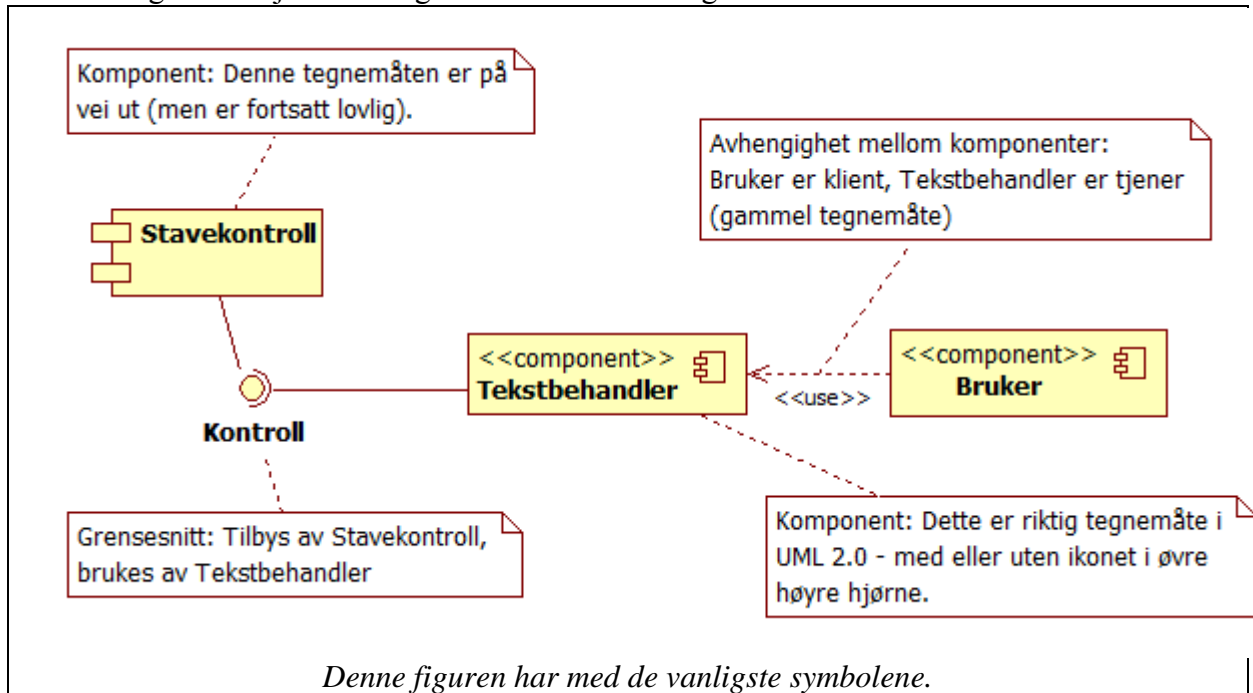 Komponent: Denne tegnemåten er på
vei ut (men er fortsatt lovlig).
Avhengighet mellom komponenter:
Bruker er klient, Tekstbehandler er tjener
(gammel tegnemåte)
Stavekontroll
<<component>>
Tekstbehandler
<<use>>
<<component>>
Bruker
Kontroll
Grensesnitt: Tilbys av Stavekontroll,
brukes av Tekstbehandler
Komponent: Dette er riktig tegnemåte i
UML 2.0 - med eller uten ikonet i øvre
høyre hjørne.
Denne figuren har med de vanligste symbolene.